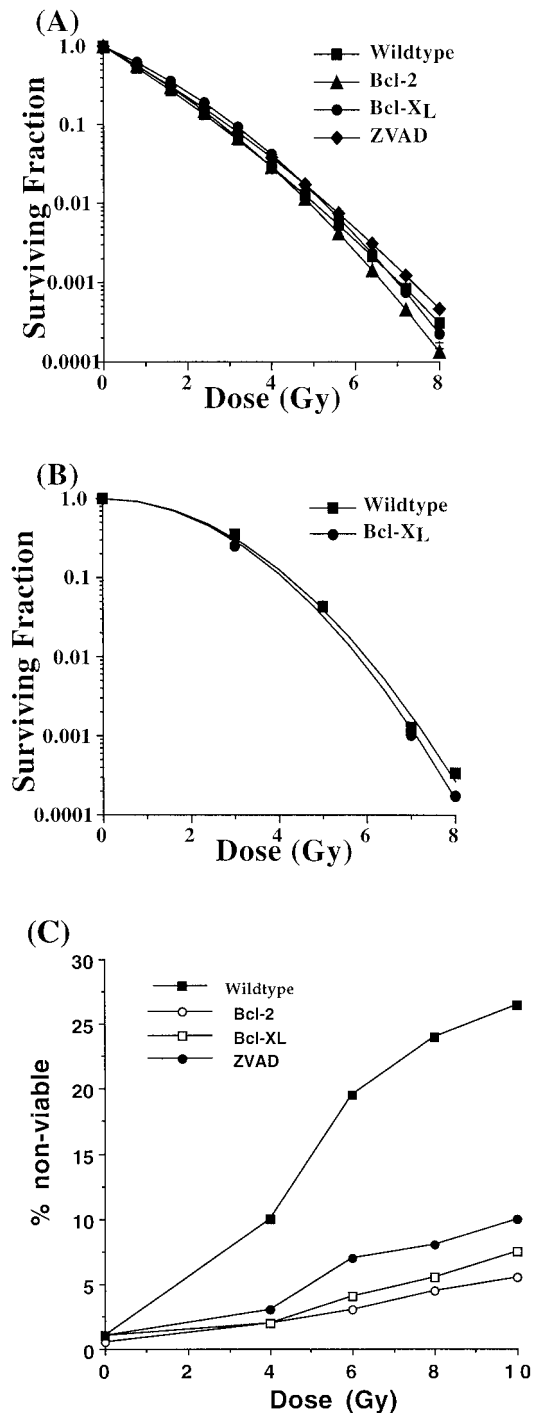 (A)
1.0
0.1
0.01
0.001
0.0001
Surviving Fraction
0 2 4 6 8
Dose (Gy)
Wildtype
Bcl-2
Bcl-XL
ZVAD
(B)
1.0
0.1
0.01
0.001
0.0001
Surviving Fraction
0 2 4 6 8
Dose (Gy)
Wildtype
Bcl-XL
(C)
30
25
20
15
10
5
0
% non-viable
0 2 4 6 8 10
Dose (Gy)
Wildtype
Bcl-2
Bcl-XL
ZVAD